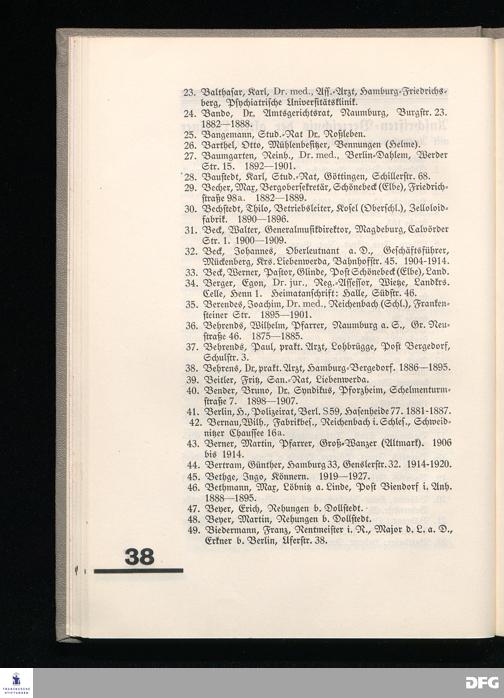 23. Balthasar, Karl, Dr. med., Ass.-Arzt, Hamburg-Friedrichs-
berg, Psychiatrische Universitätsklinik.
24. Bando, Dr. Amtsgerichtsrat, Naumburg, Burgstr. 23.
1882—1888.
25. Bangemann, Stud.-Rat Dr. Roßleben.
26. Barthel, Otto, Mühlenbesitzer, Bennungen (Helme).
27. Baumgarten, Reinh., Dr. med., Berlin-Dahlem, Werder
Str. 15. 1892—1901.
28. Baustedt, Karl, Stud.-Rat, Göttingen, Schillerstr. 68.
29. Becher, Max, Bergobersekretär, Schönebeck (Elbe), Friedrich-
straße 98a. 1882—1889.
30. Bechstedt, Thilo, Betriebsleiter, Kosel (Oberschl.), Zelloloid-
fabrik. 1890—1896.
31. Beck, Walter, Generalmusikdirektor, Magdeburg, Calvörder
Str. 1. 1900—1909.
32. Beck, Johannes, Oberleutnant a. D., Geschäftsführer,
Mückenberg, Krs. Liebenwerda, Bahnhofstr. 45. 1904-1914.
33. Beck, Werner, Pastor, Glinde, Post Schönebeck (Elbe), Land.
34. Berger, Egon, Dr. jur., Reg.-Assessor, Wietze, Landkrs.
Celle, Henn 1. Heimatanschrift: Halle, Südstr. 46.
35. Berendes, Joachim, Dr. med., Reichenbach (Schl.), Franken-
steiner Str. 1895—1901.
36. Behrends, Wilhelm, Pfarrer, Naumburg a. S., Gr. Neu-
straße 46. 1875—1885.
37. Behrends, Paul, prakt. Arzt, Lohbrügge, Post Bergedorf,
Schulstr. 3.
38. Behrens, Dr, prakt. Arzt, Hamburg-Bergedorf. 1886—1895.
39. Beitler, Fritz, San.-Rat, Liebenwerda.
40. Bender, Bruno, Dr. Syndikus, Pforzheim, Schelmenturm-
straße 7. 1898—1907.
41. Berlin, H., Polizeirat, Berl. S 59, Hasenheide 77. 1881-1887.
42. Bernau, Wilh., Fabrikbes., Reichenbach i. Schles., Schweid-
nitzer Chaussee 16a.
43. Berner, Martin, Pfarrer, Groß-Wanzer (Altmark). 1906
bis 1914.
44. Bertram, Günther, Hamburg 33, Genslerstr. 32. 1914-1920.
45. Bethge, Ingo, Könnern. 1919—1927.
46. Bethmann, Max, Löbnitz a. Linde, Post Biendorf i. Anh.
1888—1895.
47. Beyer, Erich, Nehungen b. Dollstedt.
48. Beyer, Martin, Nehungen b. Dollstedt.
49. Biedermann, Franz, Rentmeister i. R., Major d. L. a. D.,
Erkner b. Berlin, Uferstr. 38.
38
FRANCKESCHE
STIFTUNGEN
DFG